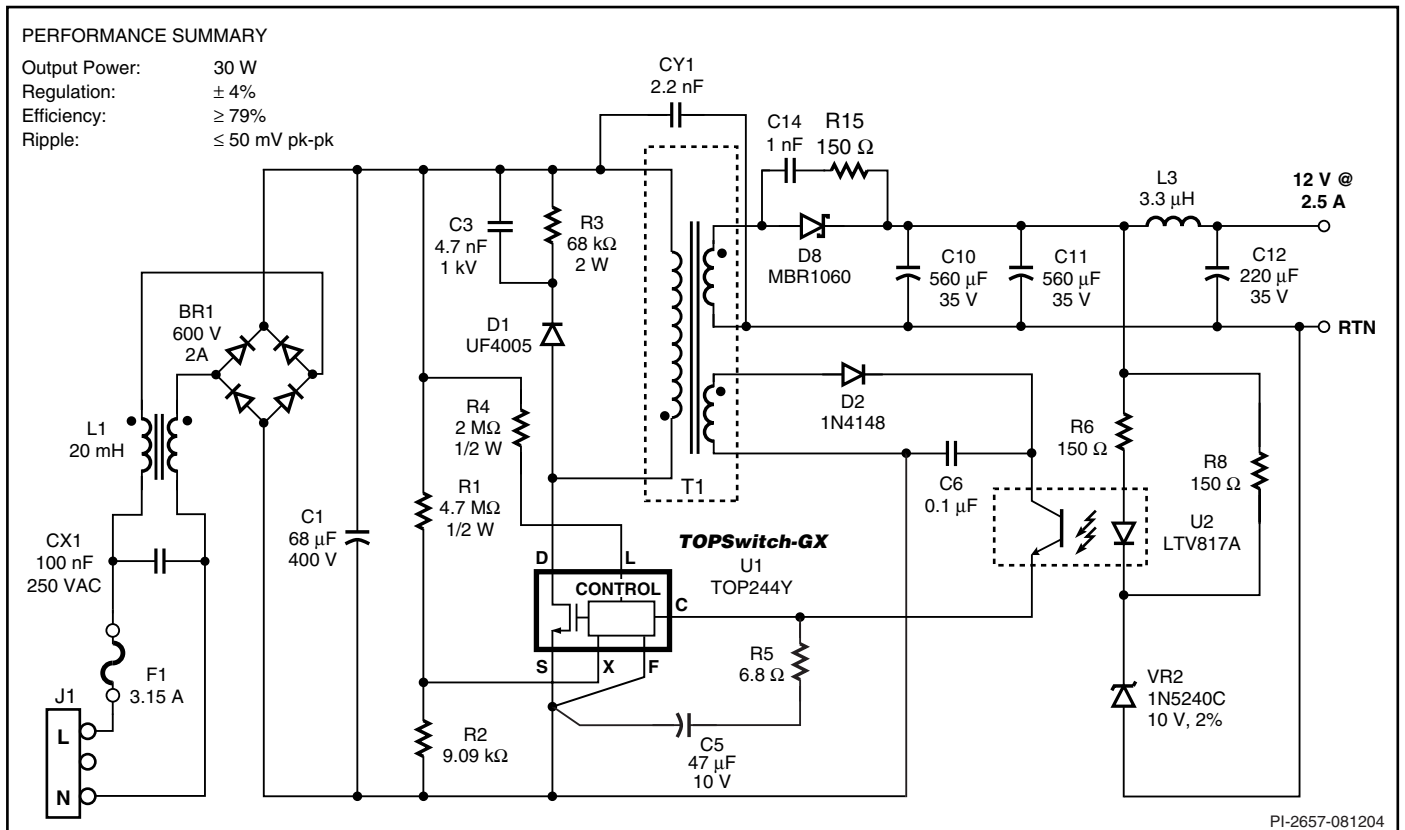 PERFORMANCE SUMMARY
Output Power: 30 W
Regulation: ± 4%
Efficiency: ≥ 79%
Ripple: ≤ 50 mV pk-pk
CY1
2.2 nF
C14
1 nF
R15
150 Ω
L3
3.3 µH
12 V @
2.5 A
C3
4.7 nF
1 kV
R3
68 kΩ
2 W
D8
MBR1060
C10
560 µF
35 V
C11
560 µF
35 V
C12
220 µF
35 V
RTN
BR1
600 V
2A
D1
UF4005
D2
1N4148
R4
2 MΩ
1/2 W
L1
20 mH
R6
150 Ω
R8
150 Ω
T1
C6
0.1 µF
R1
4.7 MΩ
1/2 W
C1
68 µF
400 V
CX1
100 nF
250 VAC
U2
LTV817A
TOPSwitch-GX
U1
TOP244Y
D
L
CONTROL
C
S
X
F
R5
6.8 Ω
F1
3.15 A
J1
L
N
VR2
1N5240C
10 V, 2%
R2
9.09 kΩ
C5
47 µF
10 V
PI-2657-081204